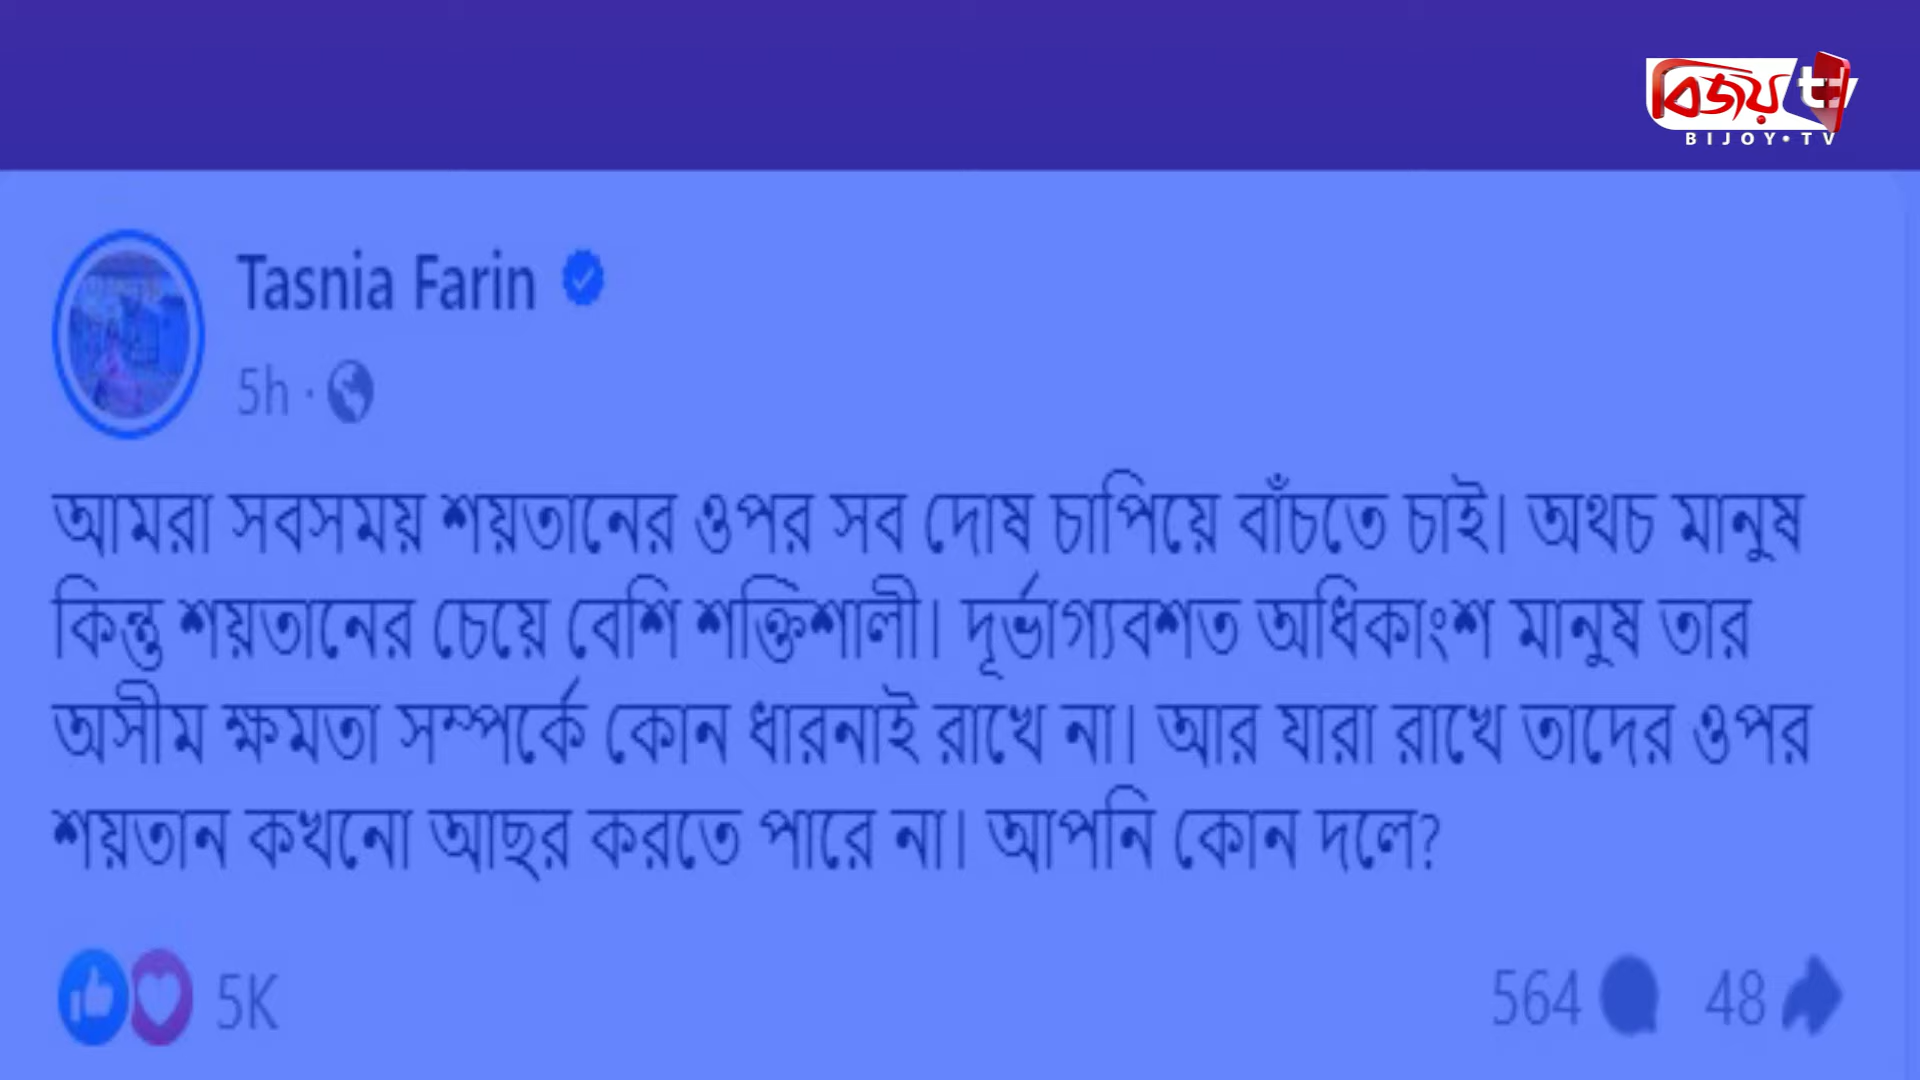 বিজয় tv
BIJOY•TV
Tasnia Farin
5h ·
আমরা সবসময় শয়তানের ওপর সব দোষ চাপিয়ে বাঁচতে চাই। অথচ মানুষ
কিন্তু শয়তানের চেয়ে বেশি শক্তিশালী। দূর্ভাগ্যবশত অধিকাংশ মানুষ তার
অসীম ক্ষমতা সম্পর্কে কোন ধারনাই রাখে না। আর যারা রাখে তাদের ওপর
শয়তান কখনো আছর করতে পারে না। আপনি কোন দলে?
5K 564 48